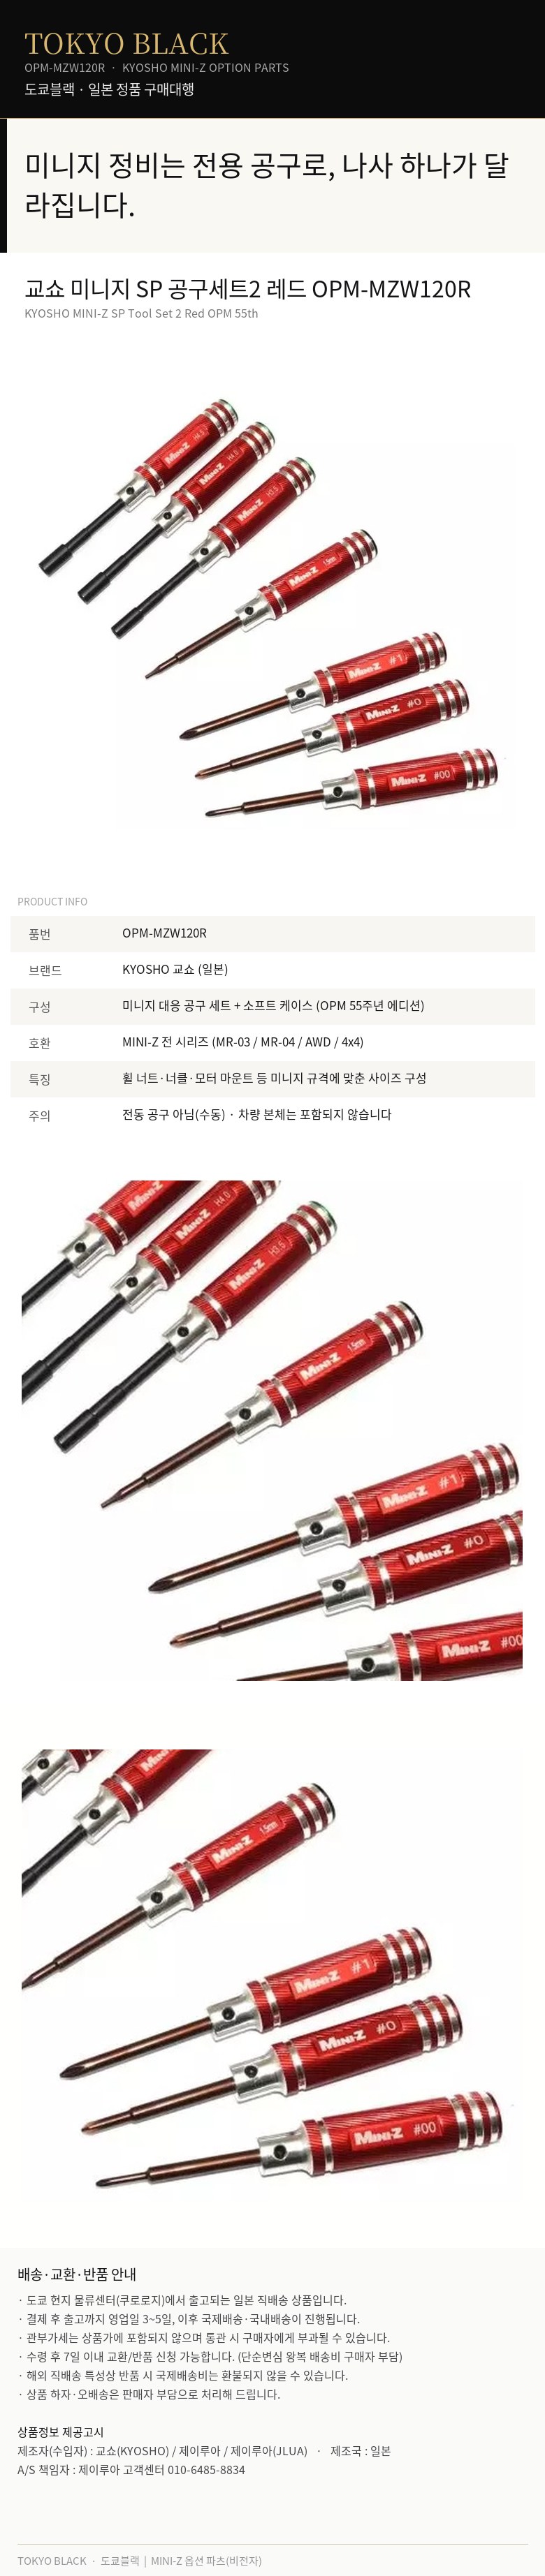 TOKYO BLACK
OPM-MZW120R · KYOSHO MINI-Z OPTION PARTS
도쿄블랙 · 일본 정품 구매대행
미니지 정비는 전용 공구로, 나사 하나가 달
라집니다.
교쇼 미니지 SP 공구세트2 레드 OPM-MZW120R
KYOSHO MINI-Z SP Tool Set 2 Red OPM 55th
MINI-Z H4.5
MINI-Z H4.0
MINI-Z H3.5
MINI-Z 1.5mm
MINI-Z #1
MINI-Z #0
MINI-Z #00
PRODUCT INFO
품번 OPM-MZW120R
브랜드 KYOSHO 교쇼 (일본)
구성 미니지 대응 공구 세트 + 소프트 케이스 (OPM 55주년 에디션)
호환 MINI-Z 전 시리즈 (MR-03 / MR-04 / AWD / 4x4)
특징 휠 너트·너클·모터 마운트 등 미니지 규격에 맞춘 사이즈 구성
주의 전동 공구 아님(수동) · 차량 본체는 포함되지 않습니다
MINI-Z
MINI-Z H4.0
MINI-Z H3.5
MINI-Z 1.5mm
MINI-Z #1
MINI-Z #0
MINI-Z #00
MINI-Z 1.5mm
MINI-Z #1
MINI-Z #0
MINI-Z #00
배송·교환·반품 안내
· 도쿄 현지 물류센터(쿠로로지)에서 출고되는 일본 직배송 상품입니다.
· 결제 후 출고까지 영업일 3~5일, 이후 국제배송·국내배송이 진행됩니다.
· 관부가세는 상품가에 포함되지 않으며 통관 시 구매자에게 부과될 수 있습니다.
· 수령 후 7일 이내 교환/반품 신청 가능합니다. (단순변심 왕복 배송비 구매자 부담)
· 해외 직배송 특성상 반품 시 국제배송비는 환불되지 않을 수 있습니다.
· 상품 하자·오배송은 판매자 부담으로 처리해 드립니다.
상품정보 제공고시
제조자(수입자) : 교쇼(KYOSHO) / 제이루아 / 제이루아(JLUA) · 제조국 : 일본
A/S 책임자 : 제이루아 고객센터 010-6485-8834
TOKYO BLACK · 도쿄블랙 | MINI-Z 옵션 파츠(비전자)